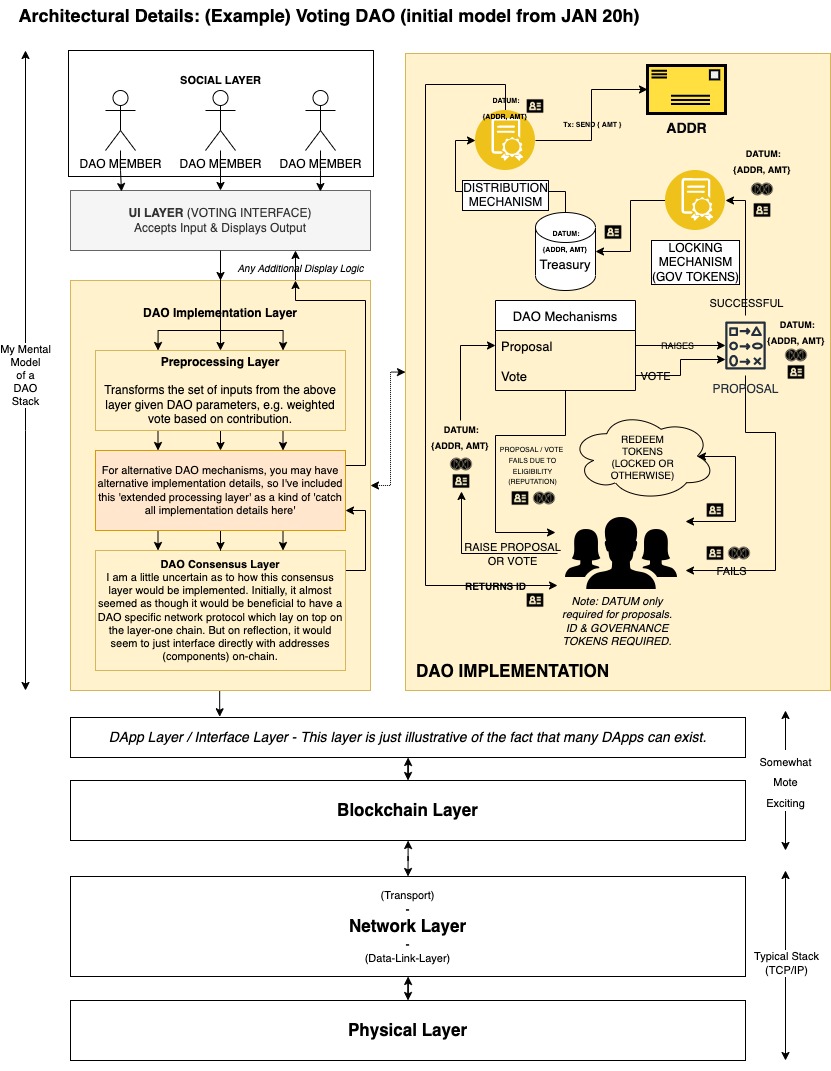 Architectural Details: (Example) Voting DAO (initial model from JAN 20h)
SOCIAL LAYER
DAO MEMBER
DAO MEMBER
DAO MEMBER
UI LAYER (VOTING INTERFACE)
Accepts Input & Displays Output
Any Additional Display Logic
DAO Implementation Layer
Preprocessing Layer
Transforms the set of inputs from the above
layer given DAO parameters, e.g. weighted
vote based on contribution.
For alternative DAO mechanisms, you may have
alternative implementation details, so I've included
this 'extended processing layer' as a kind of 'catch
all implementation details here'
DAO Consensus Layer
I am a little uncertain as to how this consensus
layer would be implemented. Initially, it almost
seemed as though it would be beneficial to have a
DAO specific network protocol which lay on top on
the layer-one chain. But on reflection, it would
seem to just interface directly with addresses
(components) on-chain.
My Mental
Model
of a
DAO
Stack
DATUM:
{ADDR, AMT}
Tx: SEND ( AMT )
ADDR
DISTRIBUTION
MECHANISM
DATUM:
{ADDR, AMT}
Treasury
DATUM:
{ADDR, AMT}
LOCKING
MECHANISM
(GOV TOKENS)
SUCCESSFUL
DAO Mechanisms
Proposal
Vote
RAISES
VOTE
DATUM:
{ADDR, AMT}
PROPOSAL
DATUM:
{ADDR, AMT}
PROPOSAL / VOTE
FAILS DUE TO
ELIGIBILITY
(REPUTATION)
REDEEM
TOKENS
(LOCKED OR
OTHERWISE)
RAISE PROPOSAL
OR VOTE
FAILS
RETURNS ID
Note: DATUM only
required for proposals.
ID & GOVERNANCE
TOKENS REQUIRED.
DAO IMPLEMENTATION
DApp Layer / Interface Layer - This layer is just illustrative of the fact that many DApps can exist.
Blockchain Layer
Somewhat
Mote
Exciting
(Transport)
-
Network Layer
-
(Data-Link-Layer)
Typical Stack
(TCP/IP)
Physical Layer